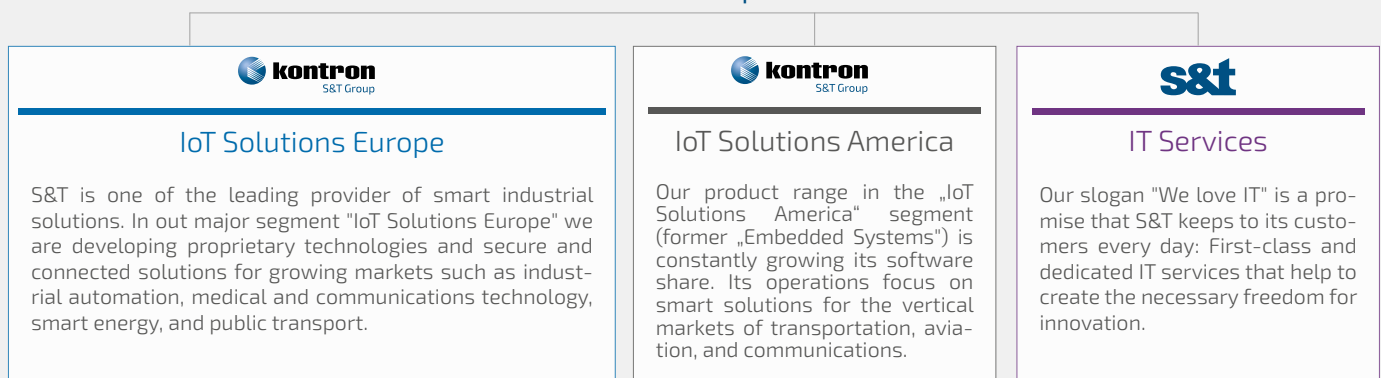 kontron
S&T Group
IoT Solutions Europe
S&T is one of the leading provider of smart industrial
solutions. In out major segment "IoT Solutions Europe" we
are developing proprietary technologies and secure and
connected solutions for growing markets such as indust-
rial automation, medical and communications technology,
smart energy, and public transport.
kontron
S&T Group
IoT Solutions America
Our product range in the „IoT
Solutions America“ segment
(former „Embedded Systems") is
constantly growing its software
share. Its operations focus on
smart solutions for the vertical
markets of transportation, avia-
tion, and communications.
s&t
IT Services
Our slogan "We love IT" is a pro-
mise that S&T keeps to its custo-
mers every day: First-class and
dedicated IT services that help to
create the necessary freedom for
innovation.